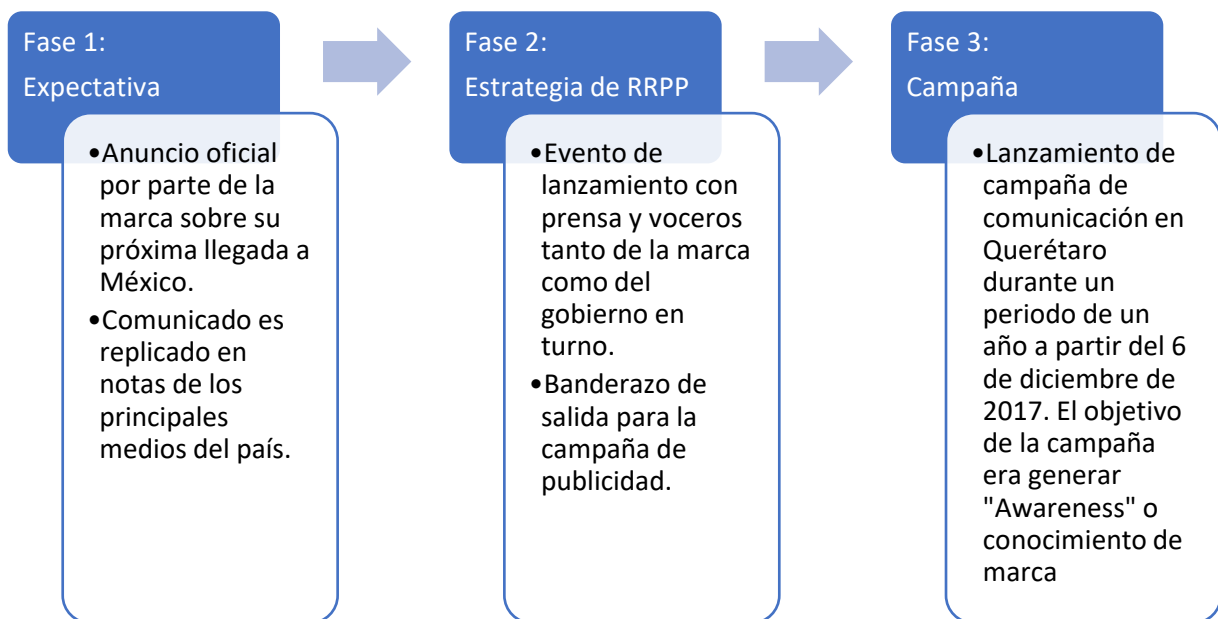 Fase 1:
Expectativa
•Anuncio oficial
por parte de la
marca sobre su
próxima llegada a
México.
•Comunicado es
replicado en
notas de los
principales
medios del país.
Fase 2:
Estrategia de RRPP
•Evento de
lanzamiento con
prensa y voceros
tanto de la marca
como del
gobierno en
turno.
•Banderazo de
salida para la
campaña de
publicidad.
Fase 3:
Campaña
•Lanzamiento de
campaña de
comunicación en
Querétaro
durante un
periodo de un
año a partir del 6
de diciembre de
2017. El objetivo
de la campaña
era generar
"Awareness" o
conocimiento de
marca